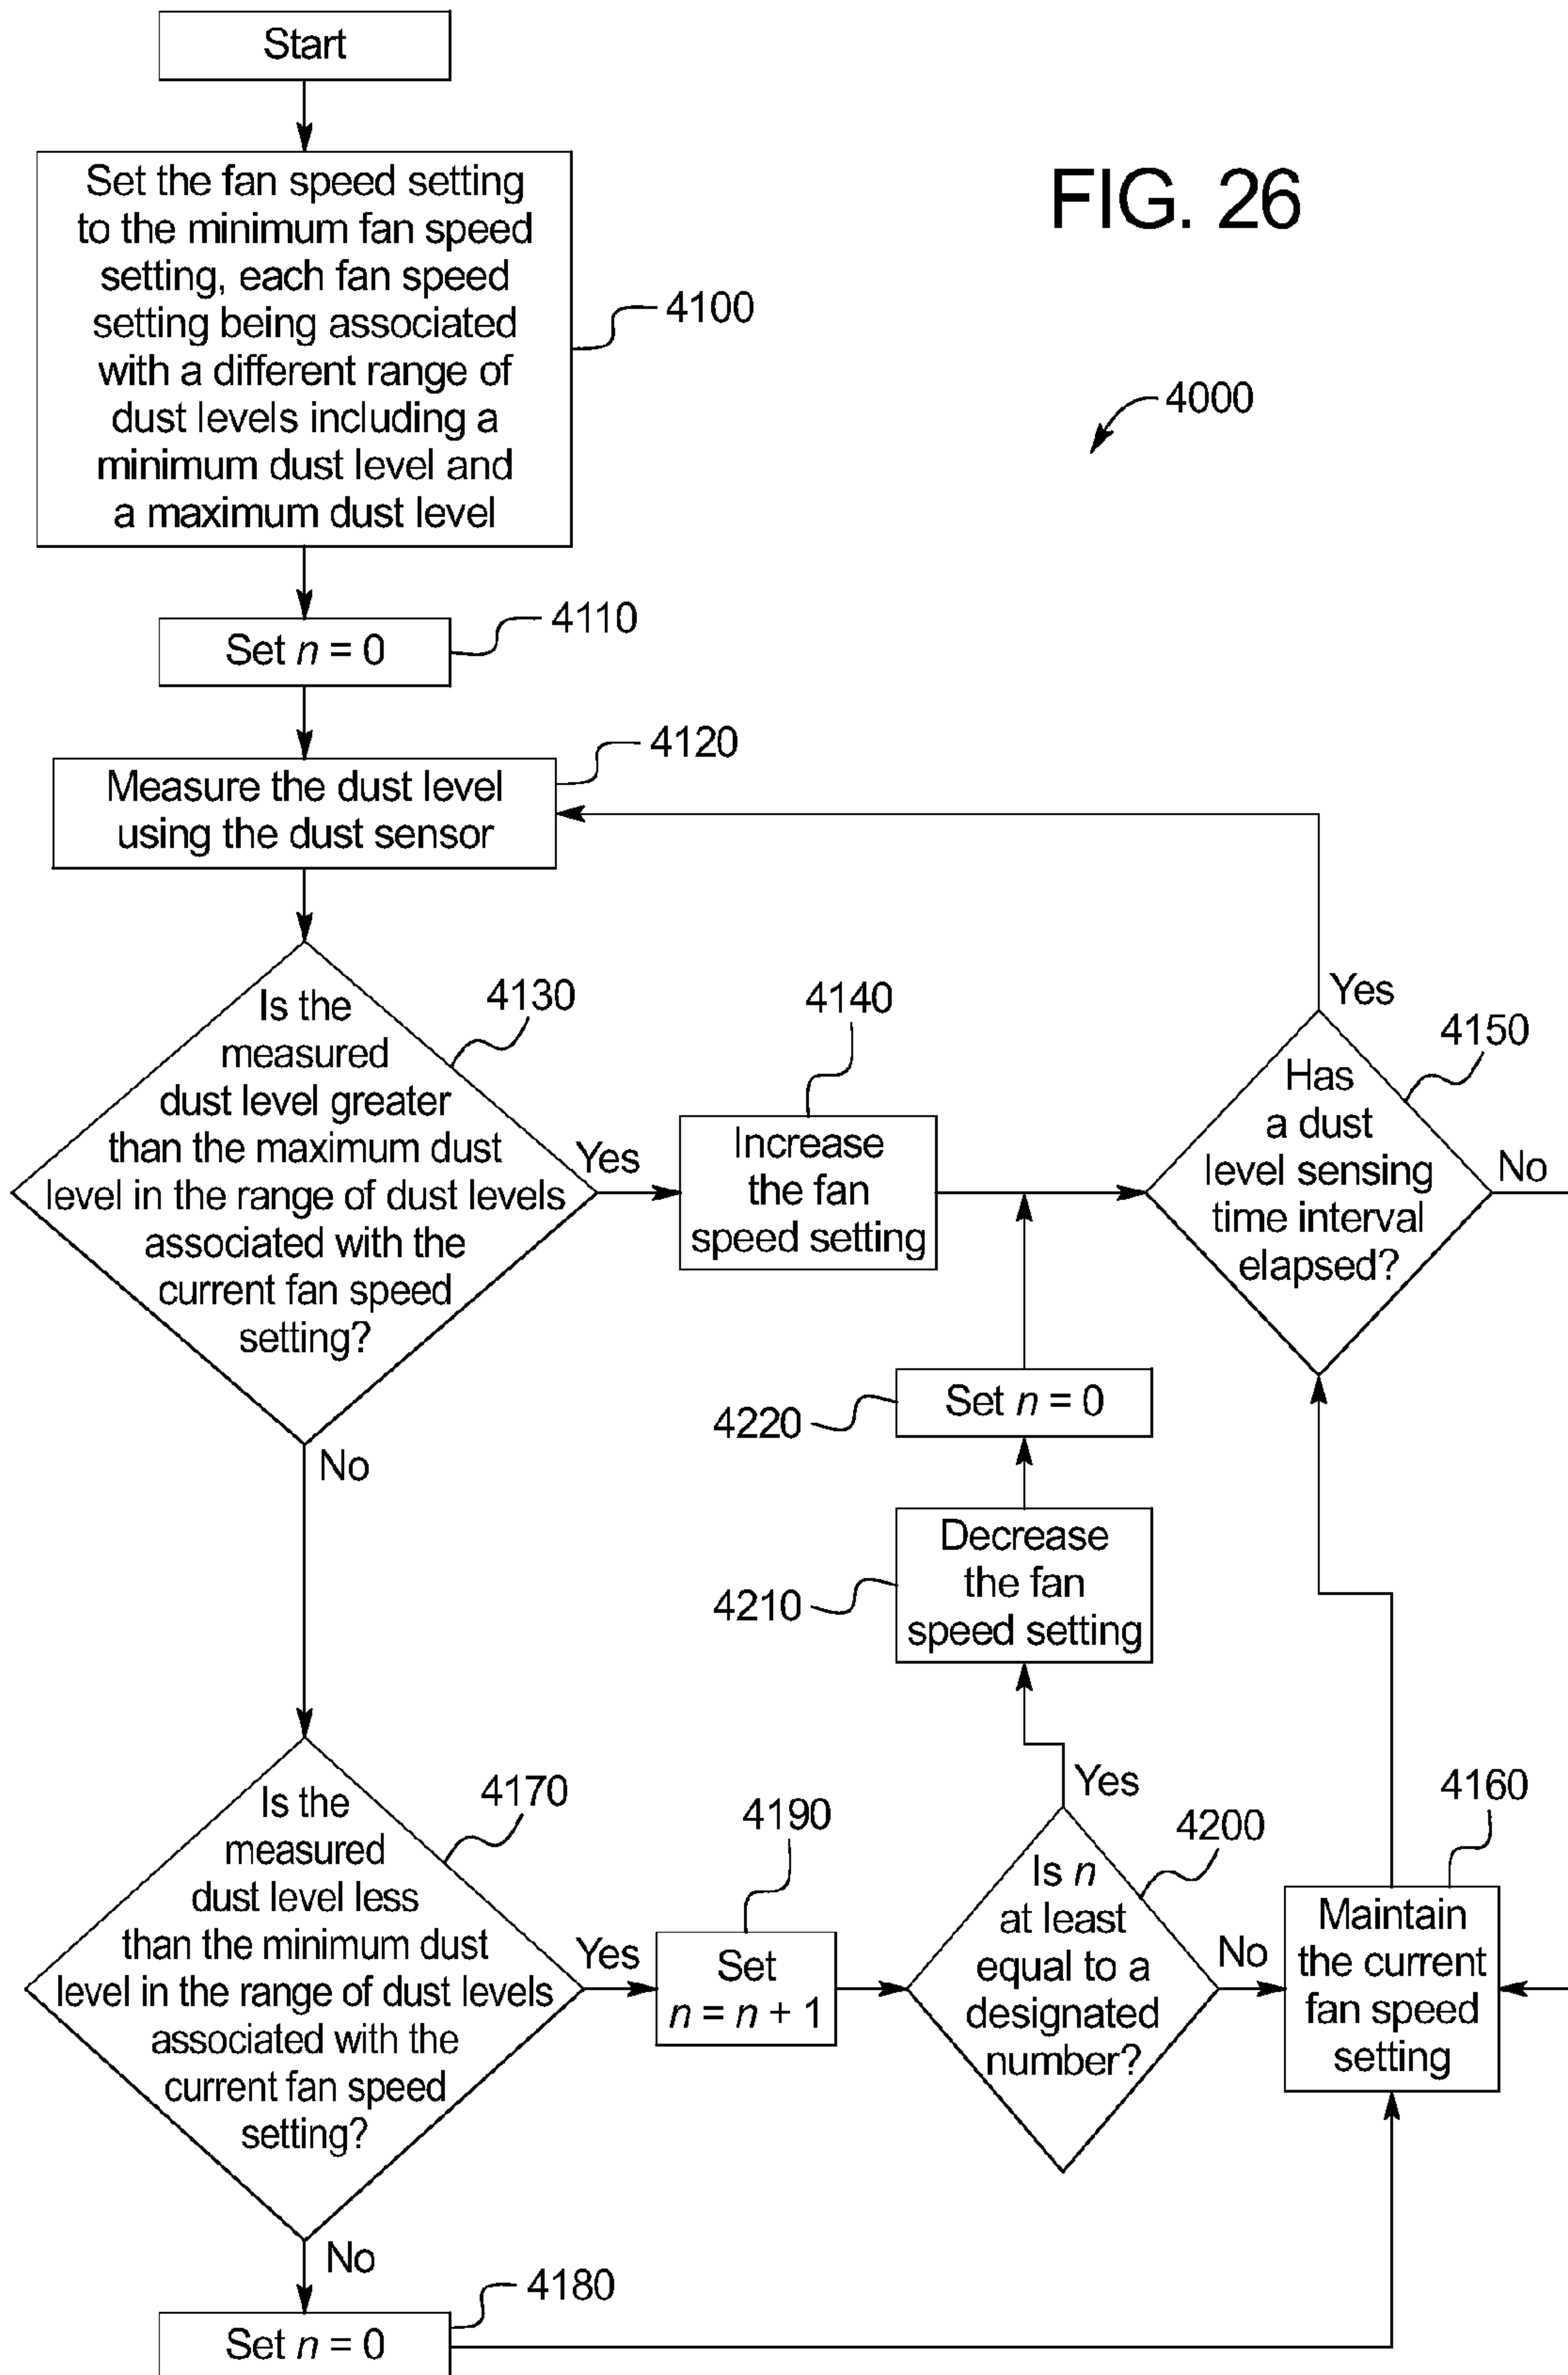 Start
FIG. 26
Set the fan speed setting
to the minimum fan speed
setting, each fan speed
setting being associated
with a different range of
dust levels including a
minimum dust level and
a maximum dust level
4100
4000
Set n = 0
4110
Measure the dust level
using the dust sensor
4120
Is the
measured
dust level greater
than the maximum dust
level in the range of dust levels
associated with the
current fan speed
setting?
4130
Yes
No
Increase
the fan
speed setting
4140
Has
a dust
level sensing
time interval
elapsed?
4150
Yes
No
Set n = 0
4220
Decrease
the fan
speed setting
4210
Is the
measured
dust level less
than the minimum dust
level in the range of dust levels
associated with the
current fan speed
setting?
4170
Yes
No
Set
n = n + 1
4190
Is n
at least
equal to a
designated
number?
4200
Yes
No
Maintain
the current
fan speed
setting
4160
Set n = 0
4180